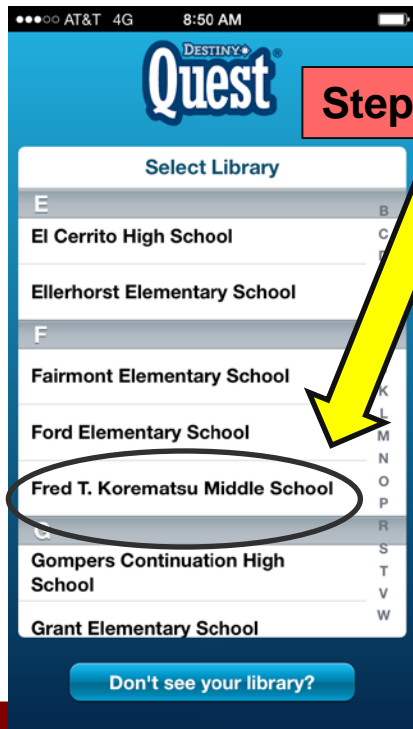 ●●●○○ AT&T 4G 8:50 AM
DESTINY®
Quest
Step
Select Library
E
B
El Cerrito High School
C
Ellerhorst Elementary School
F
Fairmont Elementary School
K
L
Ford Elementary School
M
N
Fred T. Korematsu Middle School
O
P
G
R
Gompers Continuation High
S
School
T
V
Grant Elementary School
W
Don't see your library?